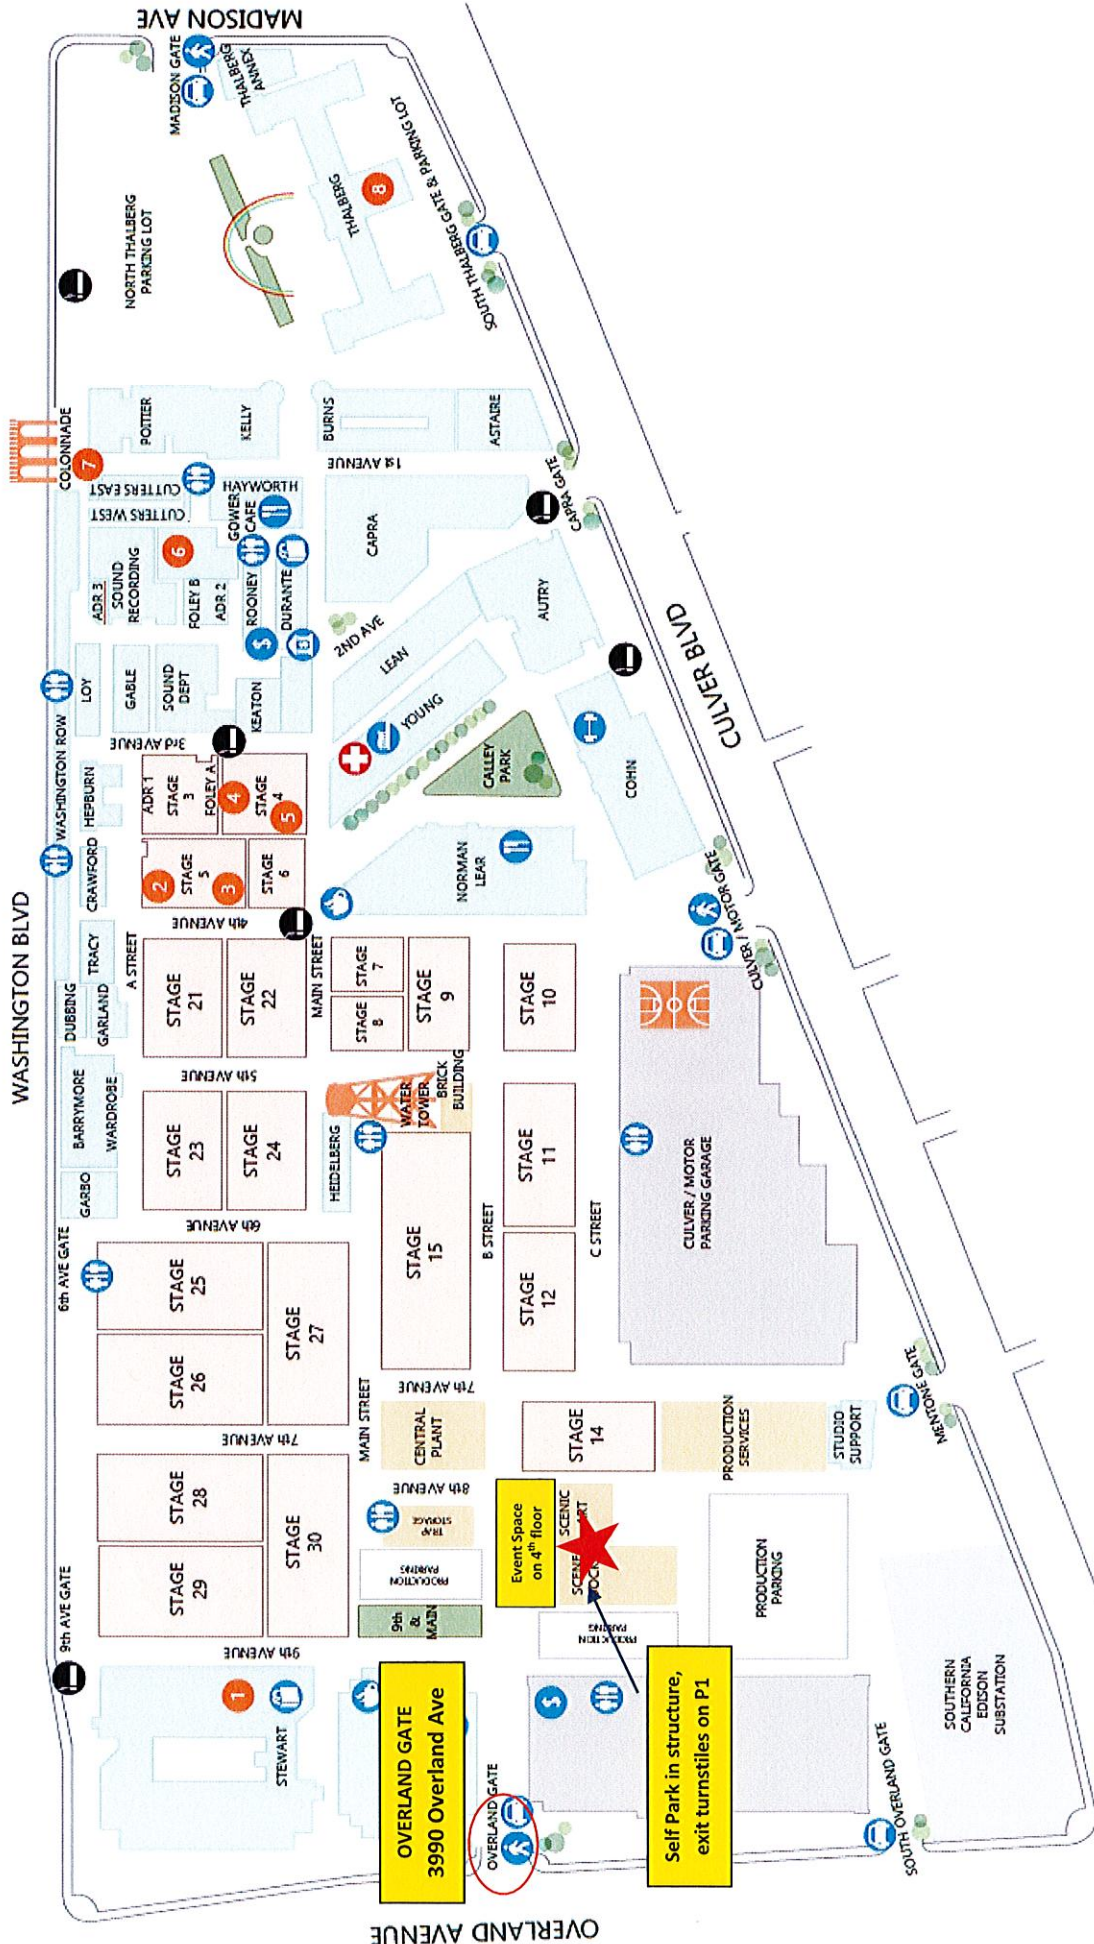 MADISON AVE
MADISON GATE
THALBERG
ANNEX
NORTH THALBERG
PARKING LOT
THALBERG
8
SOUTH THALBERG GATE & PARKING LOT
WASHINGTON BLVD
COLONNADE
7
POITIER
KELLY
BURNS
ASTAIRE
1st AVENUE
CUTTERS EAST
CUTTERS WEST
HAYWORTH
GOWER
CAFE
CAPRA
CAPRA GATE
ADR 3
SOUND
RECORDING
6
FOLEY B
ADR 2
ROONEY
DURANTE
$
2ND AVE
LEAN
AUTRY
WASHINGTON ROW
LOY
GABLE
SOUND
DEPT
KEATON
YOUNG
3rd AVENUE
CALLEY
PARK
COHN
CULVER BLVD
HEPBURN
ADR 1
STAGE
3
FOLEY A
4
STAGE
4
5
CRAWFORD
2
STAGE
5
3
STAGE
6
NORMAN
LEAR
4th AVENUE
CULVER / MOTOR GATE
TRACY
A STREET
DUBBING
GARLAND
STAGE
21
STAGE
22
MAIN STREET
STAGE
7
STAGE
8
STAGE
9
STAGE
10
5th AVENUE
BARRYMORE
WARDROBE
GARBO
STAGE
23
STAGE
24
HEIDELBERG
WATER
TOWER
BRICK
BUILDING
STAGE
11
CULVER / MOTOR
PARKING GARAGE
6th AVENUE
6th AVE GATE
STAGE
25
STAGE
26
STAGE
27
STAGE
15
B STREET
STAGE
12
C STREET
7th AVENUE
7th AVENUE
MAIN STREET
CENTRAL
PLANT
STAGE
14
PRODUCTION
SERVICES
STUDIO
SUPPORT
MENTONE GATE
8th AVENUE
STAGE
28
STAGE
29
STAGE
30
TRAP
STORAGE
PRODUCTION
PARKING
9th
&
MAIN
Event Space
on 4th floor
SCENIC
ART
SCENE
PRODUCTION
PARKING
PRODUCTION
PARKING
9th AVE GATE
9th AVENUE
1
STEWART
OVERLAND GATE
3990 Overland Ave
$
Self Park in structure,
exit turnstiles on P1
OVERLAND GATE
SOUTH OVERLAND GATE
SOUTHERN
CALIFORNIA
EDISON
SUBSTATION
OVERLAND AVENUE